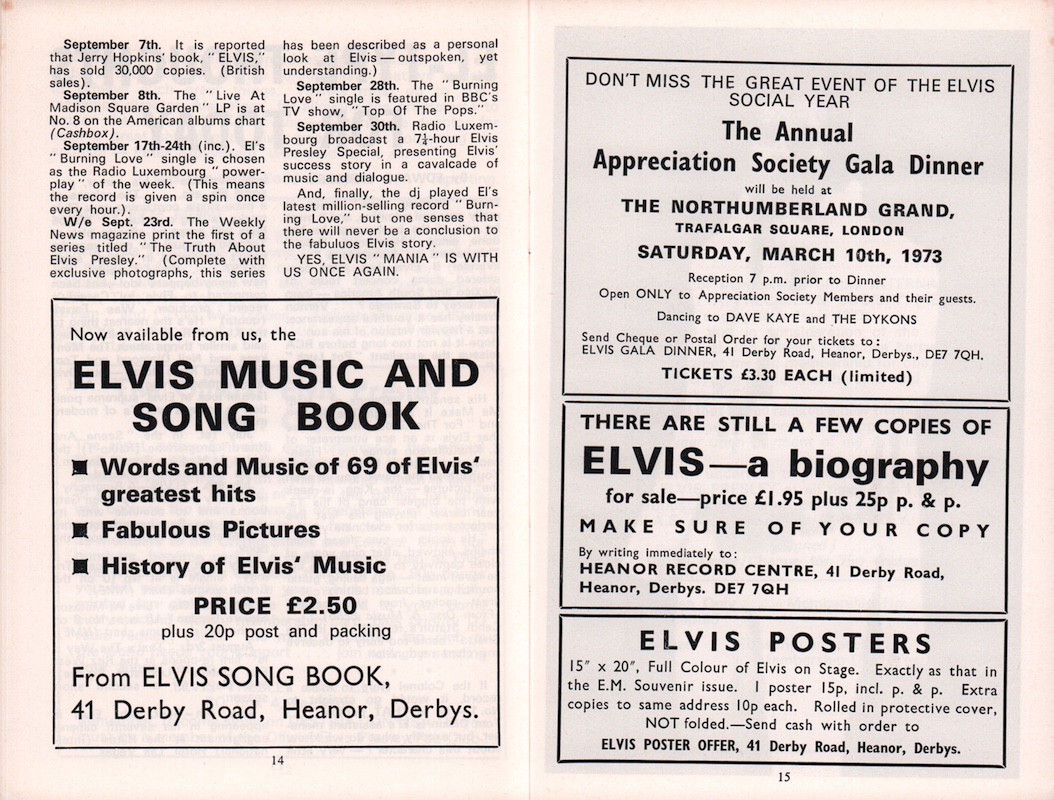 September 7th. It is reported
that Jerry Hopkins' book, "ELVIS,"
has sold 30,000 copies. (British
sales).
September 8th. The "Live At
Madison Square Garden" LP is at
No. 8 on the American albums chart
(Cashbox).
September 17th-24th (inc.). El's
"Burning Love" single is chosen
as the Radio Luxembourg "power-
play" of the week. (This means
the record is given a spin once
every hour.).
W/e Sept. 23rd. The Weekly
News magazine print the first of a
series titled "The Truth About
Elvis Presley." (Complete with
exclusive photographs, this series
has been described as a personal
look at Elvis — outspoken, yet
understanding.)
September 28th. The "Burning
Love" single is featured in BBC's
TV show, "Top Of The Pops."
September 30th. Radio Luxem-
bourg broadcast a 7½-hour Elvis
Presley Special, presenting Elvis'
success story in a cavalcade of
music and dialogue.
And, finally, the dj played El's
latest million-selling record "Burn-
ing Love," but one senses that
there will never be a conclusion to
the fabuluos Elvis story.
YES, ELVIS "MANIA" IS WITH
US ONCE AGAIN.
Now available from us, the
ELVIS MUSIC AND
SONG BOOK
Words and Music of 69 of Elvis'
greatest hits
Fabulous Pictures
History of Elvis' Music
PRICE £2.50
plus 20p post and packing
From ELVIS SONG BOOK,
41 Derby Road, Heanor, Derbys.
14
DON'T MISS THE GREAT EVENT OF THE ELVIS
SOCIAL YEAR
The Annual
Appreciation Society Gala Dinner
will be held at
THE NORTHUMBERLAND GRAND,
TRAFALGAR SQUARE, LONDON
SATURDAY, MARCH 10th, 1973
Reception 7 p.m. prior to Dinner
Open ONLY to Appreciation Society Members and their guests.
Dancing to DAVE KAYE and THE DYKONS
Send Cheque or Postal Order for your tickets to:
ELVIS GALA DINNER, 41 Derby Road, Heanor, Derbys., DE7 7QH.
TICKETS £3.30 EACH (limited)
THERE ARE STILL A FEW COPIES OF
ELVIS—a biography
for sale—price £1.95 plus 25p p. & p.
MAKE SURE OF YOUR COPY
By writing immediately to:
HEANOR RECORD CENTRE, 41 Derby Road,
Heanor, Derbys. DE7 7QH
ELVIS POSTERS
15" x 20", Full Colour of Elvis on Stage. Exactly as that in
the E.M. Souvenir issue. 1 poster 15p, incl. p. & p. Extra
copies to same address 10p each. Rolled in protective cover,
NOT folded.—Send cash with order to
ELVIS POSTER OFFER, 41 Derby Road, Heanor, Derbys.
15